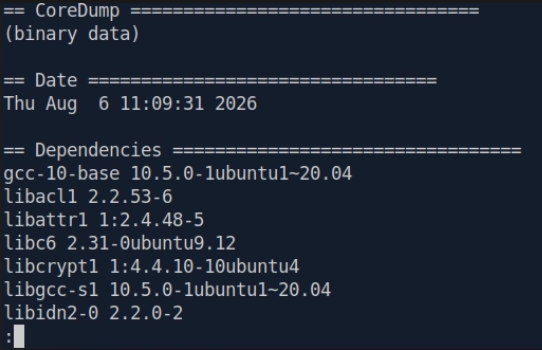 == CoreDump =================================
(binary data)
== Date =================================
Thu Aug  6 11:09:31 2026
== Dependencies =================================
gcc-10-base 10.5.0-1ubuntu1~20.04
libacl1 2.2.53-6
libattr1 1:2.4.48-5
libc6 2.31-0ubuntu9.12
libcrypt1 1:4.4.10-10ubuntu4
libgcc-s1 10.5.0-1ubuntu1~20.04
libidn2-0 2.2.0-2
: